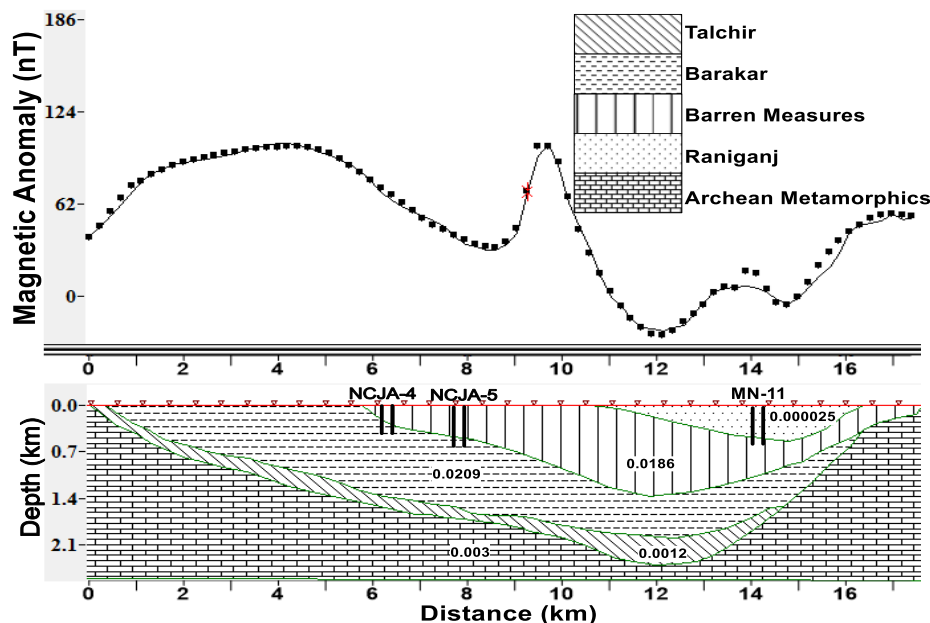 186
124
62
0
Magnetic Anomaly (nT)
Talchir
Barakar
Barren Measures
Raniganj
Archean Metamorphics
0 2 4 6 8 10 12 14 16
NCJA-4 NCJA-5 MN-11
0.0
0.7
1.4
2.1
Depth (km)
0.000025
0.0186
0.0209
0.003
0.0012
0 2 4 6 8 10 12 14 16
Distance (km)